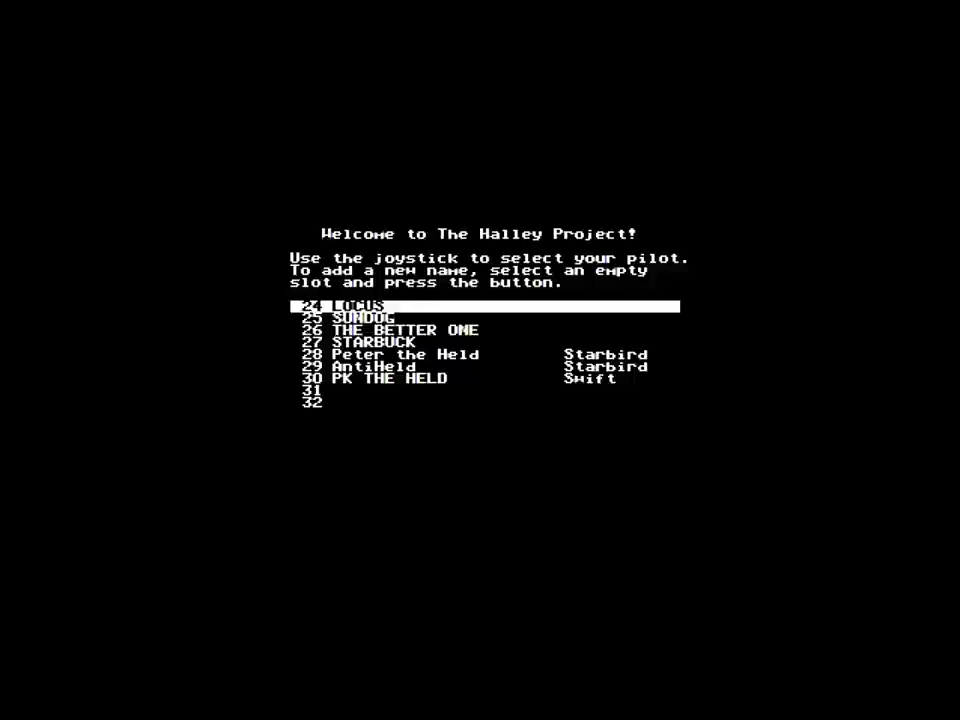 Welcome to The Halley Project!
Use the joystick to select your pilot.
To add a new name, select an empty
slot and press the button.
24 LOCUS
25 SUNDOG
26 THE BETTER ONE
27 STARBUCK
28 Peter the Held Starbird
29 AntiHeld Starbird
30 PK THE HELD Swift
31
32